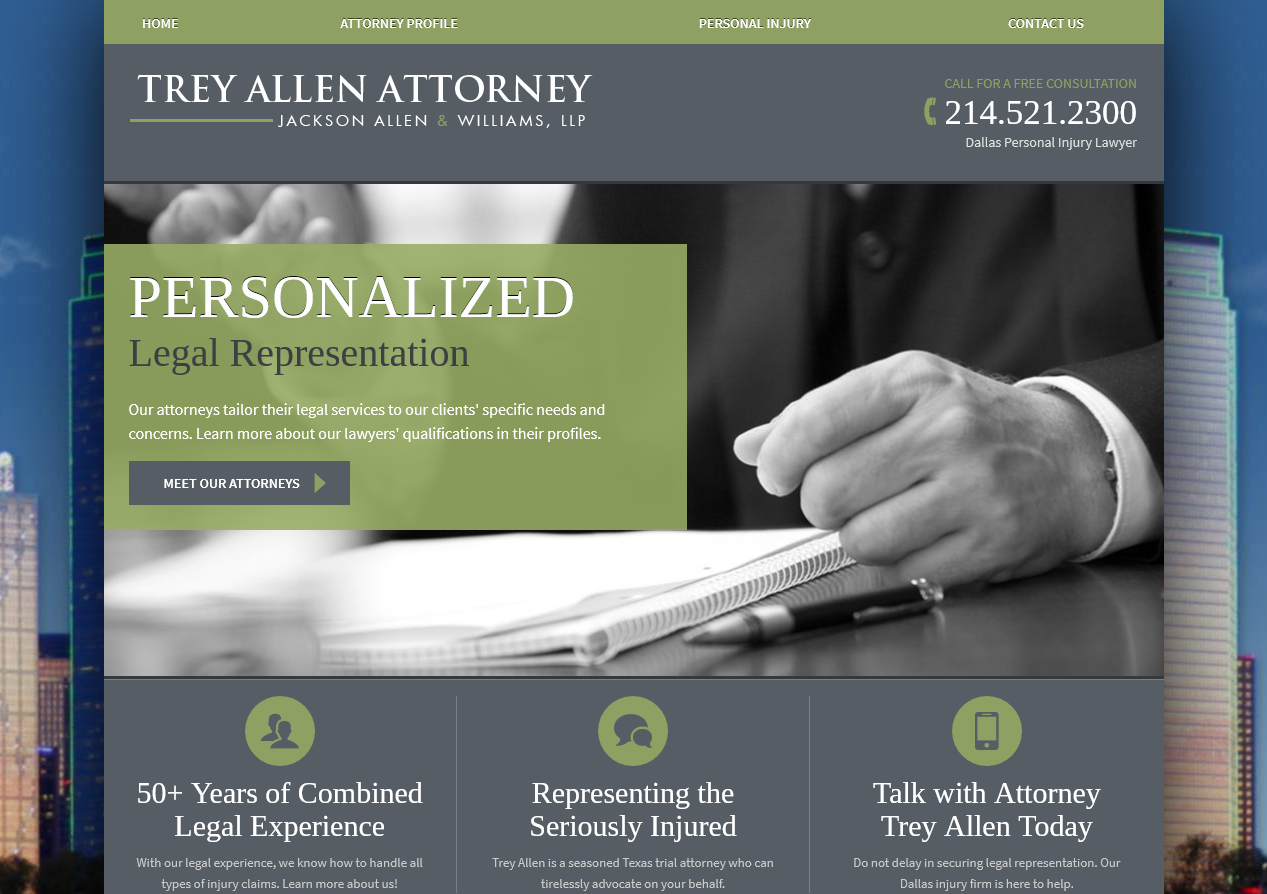 HOME ATTORNEY PROFILE PERSONAL INJURY CONTACT US
TREY ALLEN ATTORNEY
JACKSON ALLEN & WILLIAMS, LLP
CALL FOR A FREE CONSULTATION
214.521.2300
Dallas Personal Injury Lawyer
PERSONALIZED
Legal Representation
Our attorneys tailor their legal services to our clients' specific needs and
concerns. Learn more about our lawyers' qualifications in their profiles.
MEET OUR ATTORNEYS
50+ Years of Combined
Legal Experience
With our legal experience, we know how to handle all
types of injury claims. Learn more about us!
Representing the
Seriously Injured
Trey Allen is a seasoned Texas trial attorney who can
tirelessly advocate on your behalf.
Talk with Attorney
Trey Allen Today
Do not delay in securing legal representation. Our
Dallas injury firm is here to help.